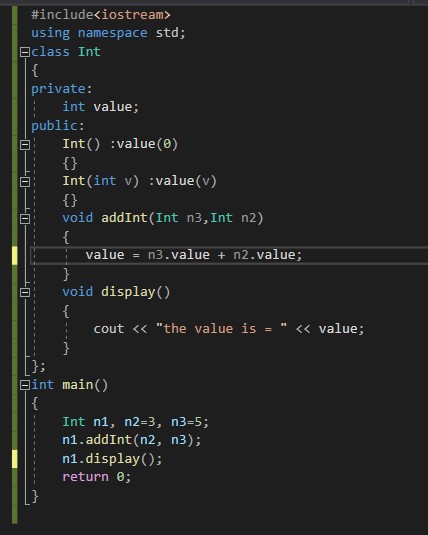 #include<iostream>
using namespace std;
class Int
{
private:
    int value;
public:
    Int() :value(0)
    {}
    Int(int v) :value(v)
    {}
    void addInt(Int n3,Int n2)
    {
       value = n3.value + n2.value;
    }
    void display()
    {
        cout << "the value is = " << value;
    }
};
int main()
{
    Int n1, n2=3, n3=5;
    n1.addInt(n2, n3);
    n1.display();
    return 0;
}